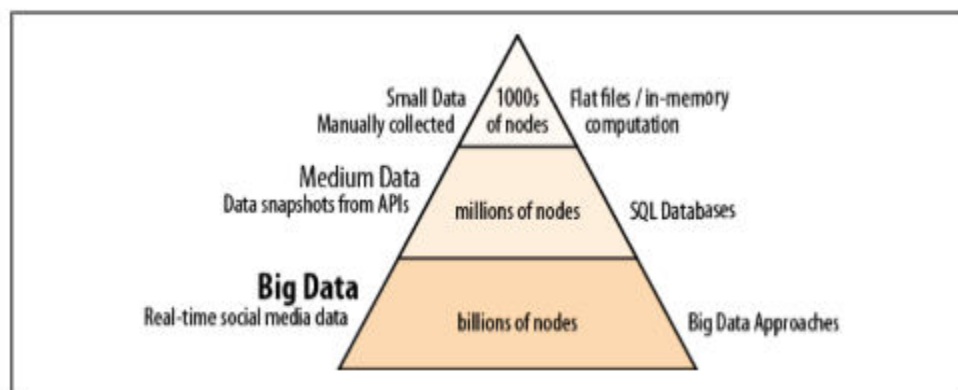 Small Data
Manually collected
1000s
of nodes
Flat files / in-memory
computation
Medium Data
Data snapshots from APIs
millions of nodes
SQL Databases
Big Data
Real-time social media data
billions of nodes
Big Data Approaches